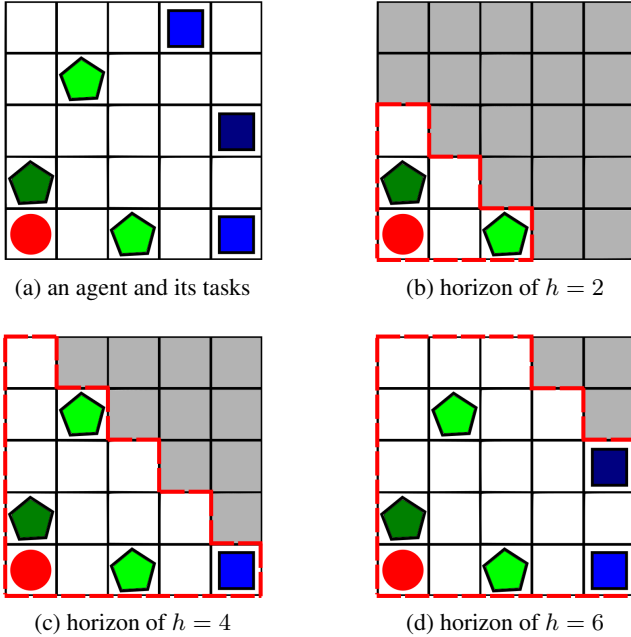 (a) an agent and its tasks
(b) horizon of h = 2
(c) horizon of h = 4
(d) horizon of h = 6